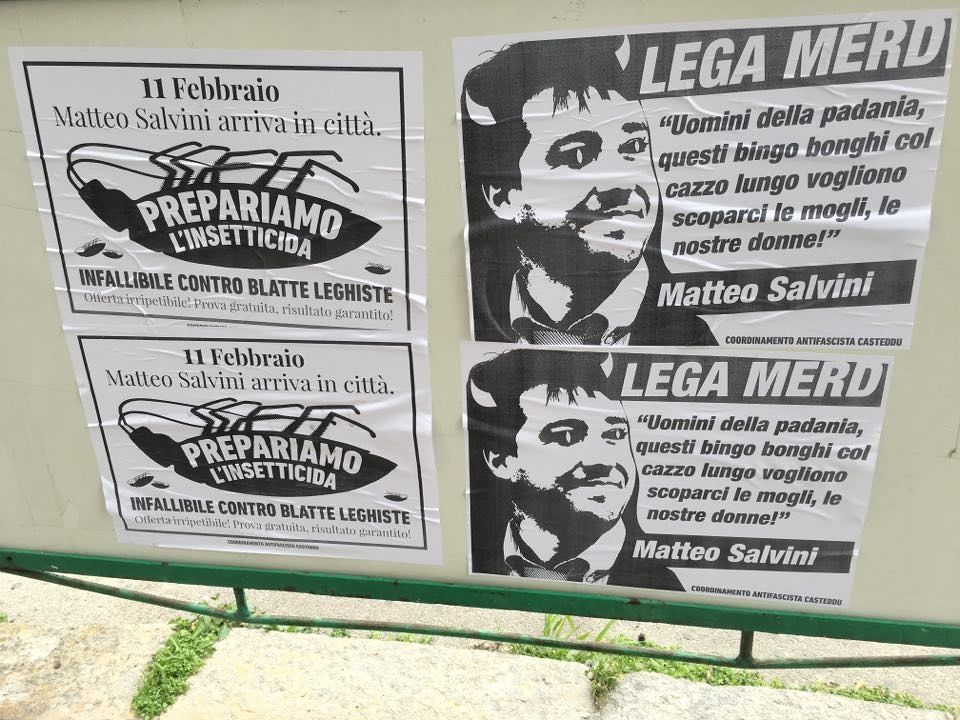 11 Febbraio
Matteo Salvini arriva in città.
PREPARIAMO
L'INSETTICIDA
INFALLIBILE CONTRO BLATTE LEGHISTE
Offerta irripetibile! Prova gratuita, risultato garantito!
11 Febbraio
Matteo Salvini arriva in città.
PREPARIAMO
L'INSETTICIDA
INFALLIBILE CONTRO BLATTE LEGHISTE
Offerta irripetibile! Prova gratuita, risultato garantito!
COORDINAMENTO ANTIFASCISTA CASTEDDU
LEGA MERD
“Uomini della padania,
questi bingo bonghi col
cazzo lungo vogliono
scoparci le mogli, le
nostre donne!”
Matteo Salvini
COORDINAMENTO ANTIFASCISTA CASTEDDU
LEGA MERD
“Uomini della padania,
questi bingo bonghi col
cazzo lungo vogliono
scoparci le mogli, le
nostre donne!”
Matteo Salvini
COORDINAMENTO ANTIFASCISTA CASTEDDU